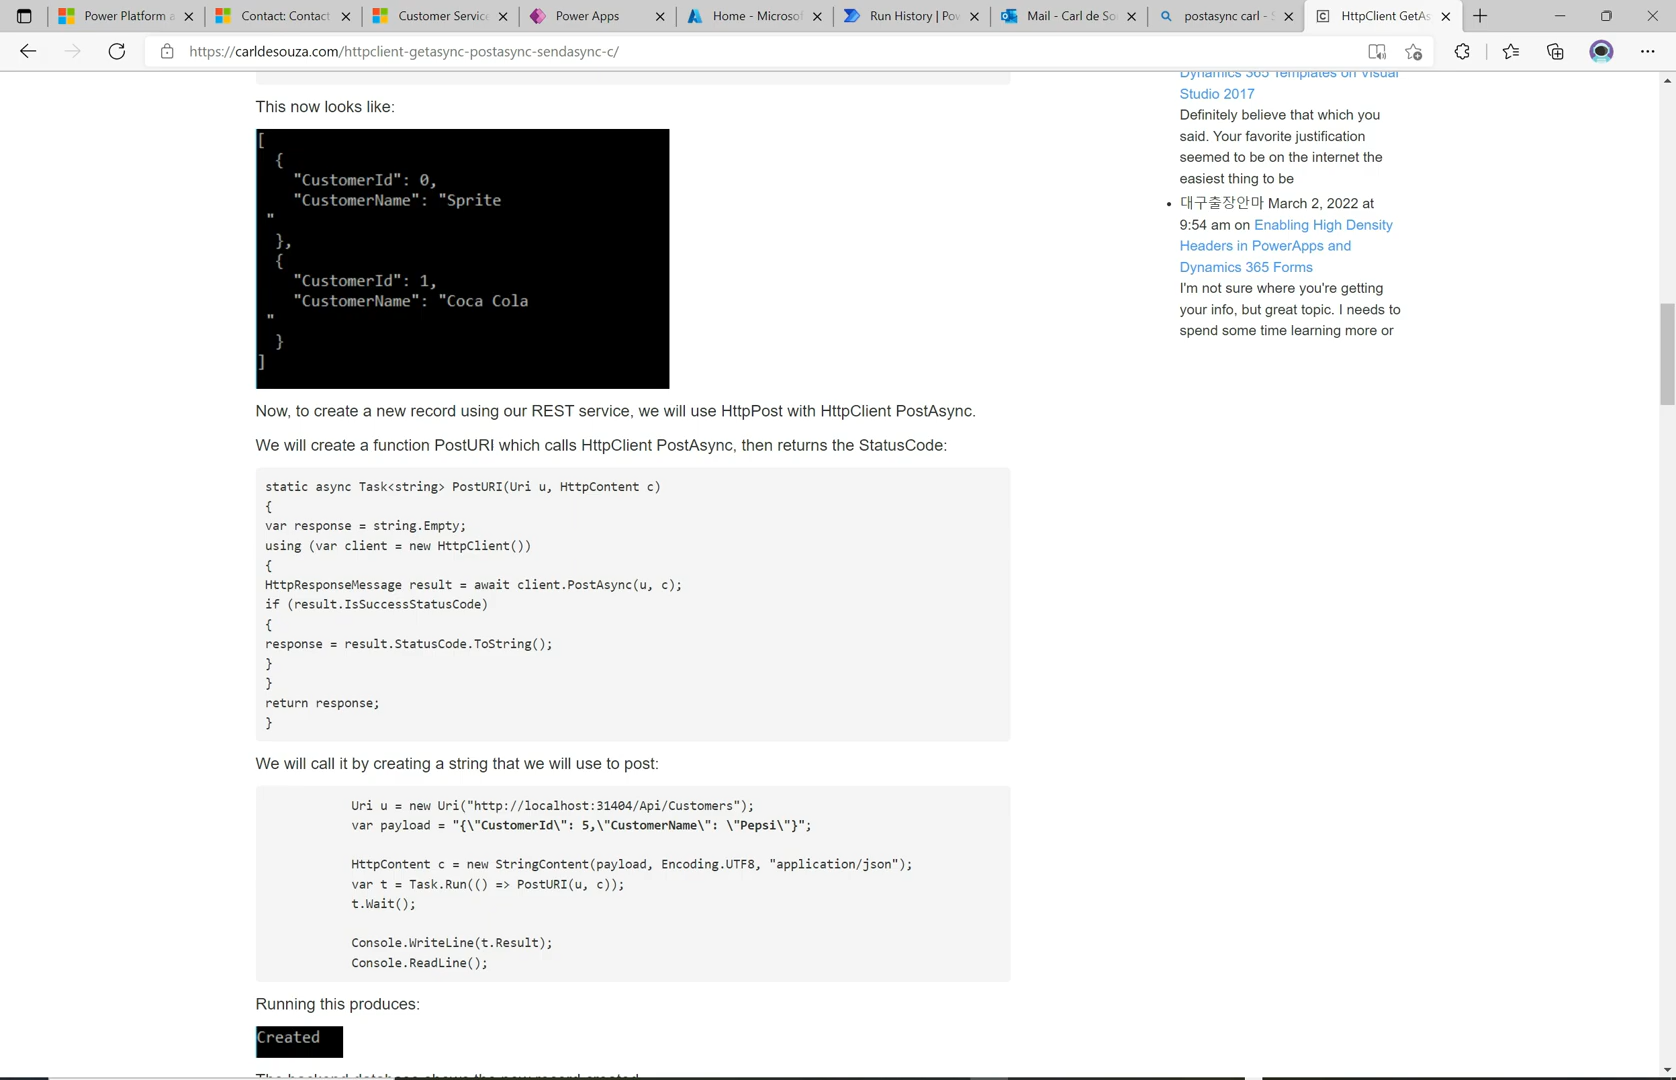 Power Platform a
Contact: Contact
Customer Service
Power Apps
Home - Microsof
Run History | Pow
Mail - Carl de So
postasync carl - S
HttpClient GetAs
https://carldesouza.com/httpclient-getasync-postasync-sendasync-c/
This now looks like:
[
{
"CustomerId": 0,
"CustomerName": "Sprite
"
},
{
"CustomerId": 1,
"CustomerName": "Coca Cola
"
}
]
Now, to create a new record using our REST service, we will use HttpPost with HttpClient PostAsync.
We will create a function PostURI which calls HttpClient PostAsync, then returns the StatusCode:
static async Task<string> PostURI(Uri u, HttpContent c)
{
var response = string.Empty;
using (var client = new HttpClient())
{
HttpResponseMessage result = await client.PostAsync(u, c);
if (result.IsSuccessStatusCode)
{
response = result.StatusCode.ToString();
}
}
return response;
}
We will call it by creating a string that we will use to post:
Uri u = new Uri("http://localhost:31404/Api/Customers");
var payload = "{\"CustomerId\": 5,\"CustomerName\": \"Pepsi\"}";
HttpContent c = new StringContent(payload, Encoding.UTF8, "application/json");
var t = Task.Run(() => PostURI(u, c));
t.Wait();
Console.WriteLine(t.Result);
Console.ReadLine();
Running this produces:
Created
The backend database shows the new record created
Dynamics 365 Templates on Visual
Studio 2017
Definitely believe that which you
said. Your favorite justification
seemed to be on the internet the
easiest thing to be
• 대구출장안마 March 2, 2022 at
9:54 am on Enabling High Density
Headers in PowerApps and
Dynamics 365 Forms
I'm not sure where you're getting
your info, but great topic. I needs to
spend some time learning more or